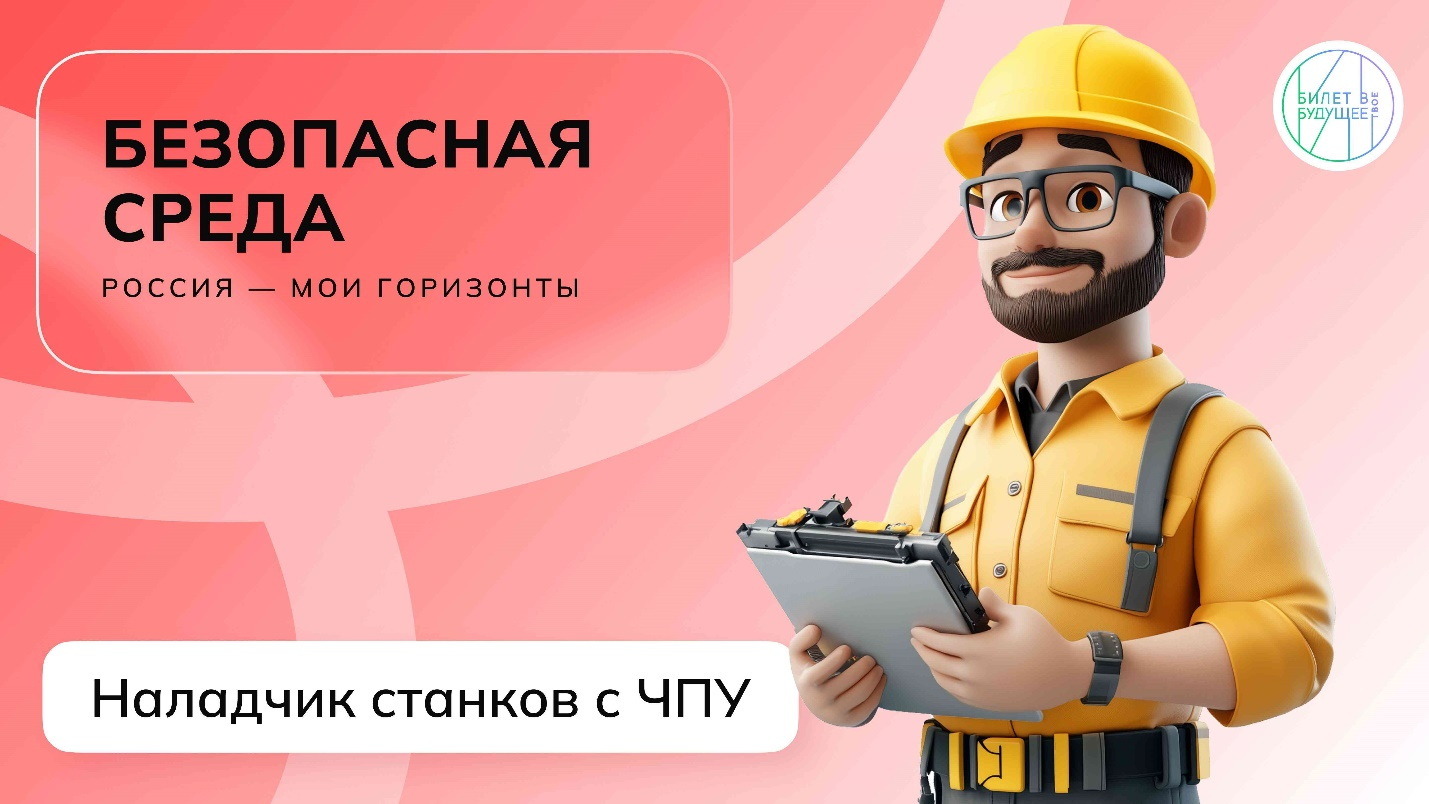 БЕЗОПАСНАЯ
СРЕДА
РОССИЯ — МОИ ГОРИЗОНТЫ
БИЛЕТ В
БУДУЩЕЕ
ТВОЕ
Наладчик станков с ЧПУ